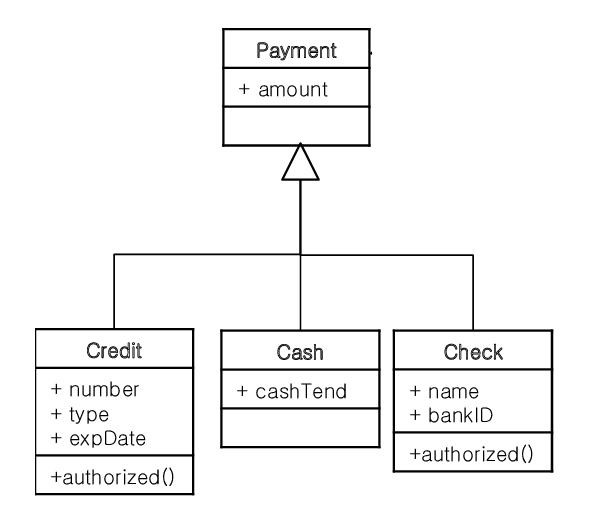 Payment
+ amount
Credit
+ number
+ type
+ expDate
+authorized()
Cash
+ cashTend
Check
+ name
+ bankID
+authorized()